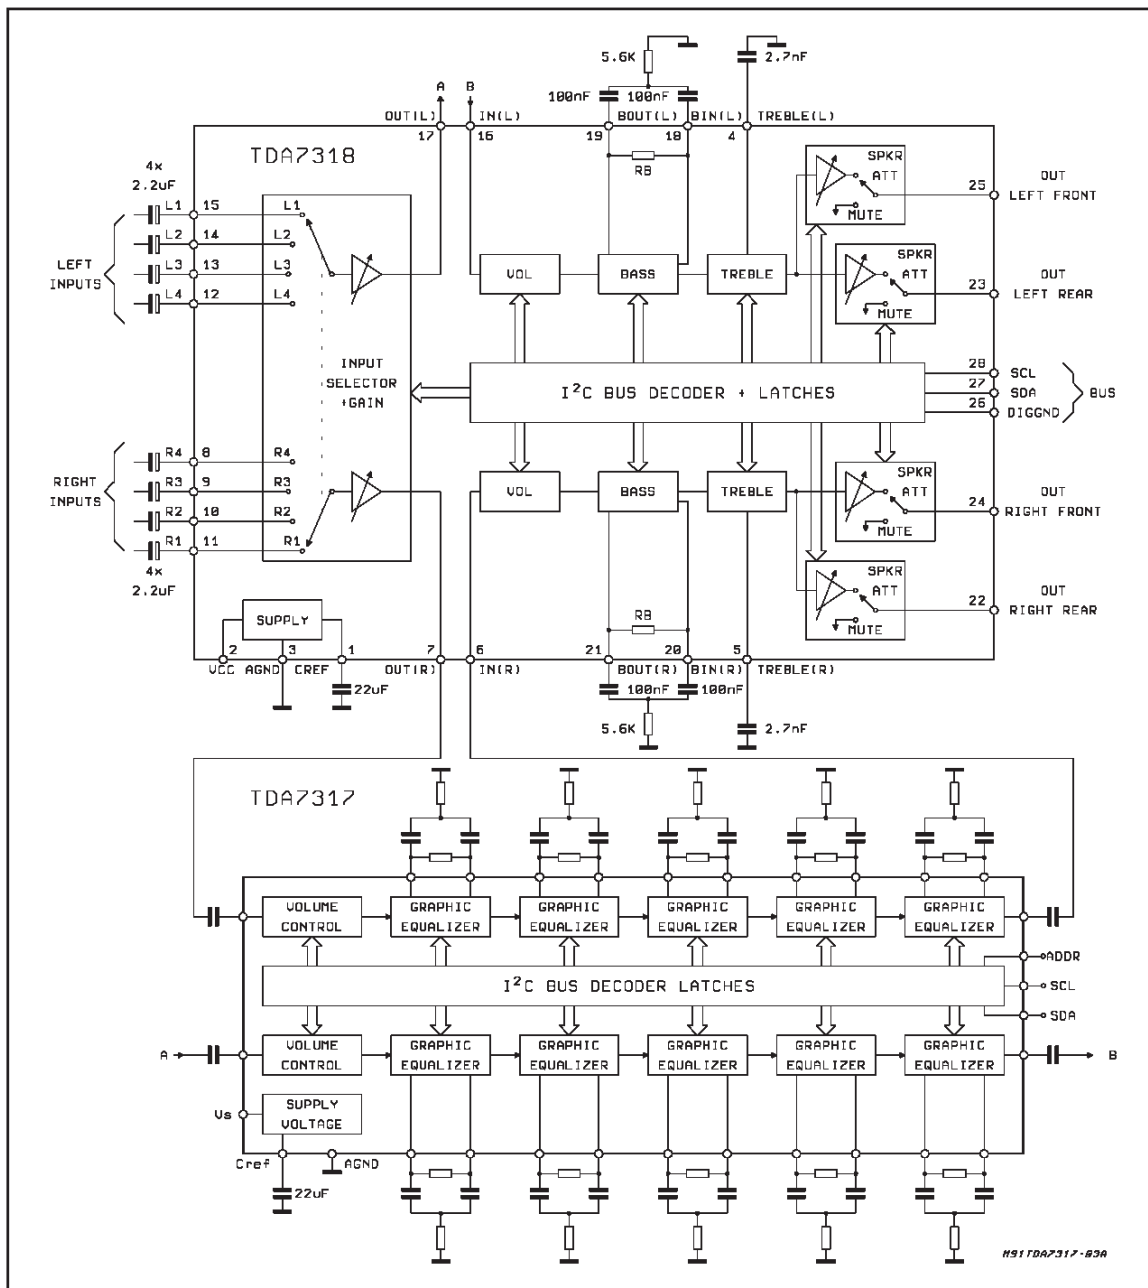 5.6K
2.7nF
A B
100nF 100nF
OUT(L) IN(L) BOUT(L) BIN(L) TREBLE(L)
17 16 19 18 4
TDA7318
RB
4x
2.2uF
SPKR
ATT
MUTE
25
OUT
LEFT FRONT
L1 15 L1
L2 14 L2
L3 13 L3
L4 12 L4
LEFT
INPUTS
VOL BASS TREBLE
SPKR
ATT
MUTE
23
OUT
LEFT REAR
INPUT
SELECTOR
+GAIN
I²C BUS DECODER + LATCHES
28 SCL
27 SDA
26 DIGGND
BUS
R4 8 R4
R3 9 R3
R2 10 R2
R1 11 R1
RIGHT
INPUTS
4x
2.2uF
VOL BASS TREBLE
SPKR
ATT
MUTE
24
OUT
RIGHT FRONT
SPKR
ATT
MUTE
22
OUT
RIGHT REAR
SUPPLY
RB
2 3 1 7 6 21 20 5
VCC AGND CREF OUT(R) IN(R) BOUT(R) BIN(R) TREBLE(R)
22uF
100nF 100nF
5.6K
2.7nF
TDA7317
VOLUME
CONTROL
GRAPHIC
EQUALIZER
GRAPHIC
EQUALIZER
GRAPHIC
EQUALIZER
GRAPHIC
EQUALIZER
GRAPHIC
EQUALIZER
I²C BUS DECODER LATCHES
ADDR
SCL
SDA
A
VOLUME
CONTROL
GRAPHIC
EQUALIZER
GRAPHIC
EQUALIZER
GRAPHIC
EQUALIZER
GRAPHIC
EQUALIZER
GRAPHIC
EQUALIZER
B
Vs
SUPPLY
VOLTAGE
Cref AGND
22uF
M91TDA7317-03A